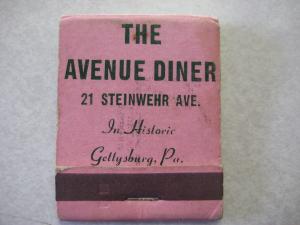 THE
AVENUE DINER
21 STEINWEHR AVE.
In Historic
Gettysburg, Pa.